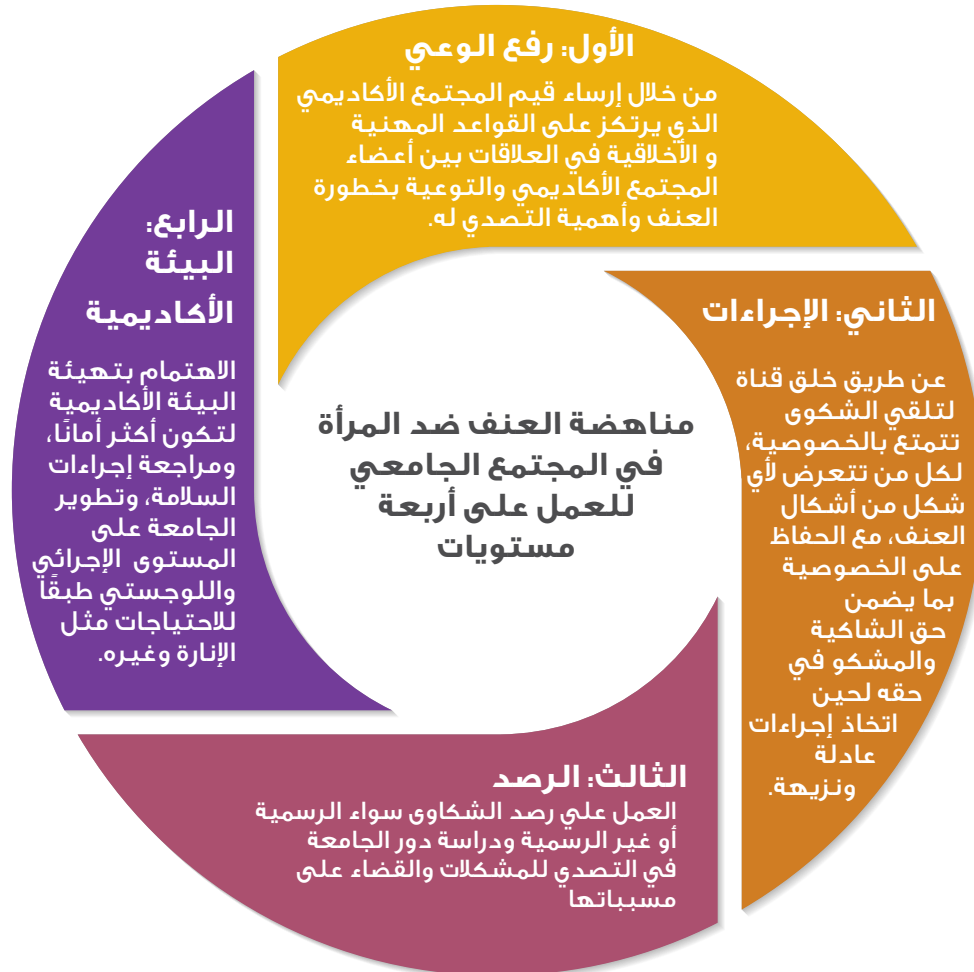 الأول: رفع الوعي
من خلال إرساء قيم المجتمع الأكاديمي
الذي يرتكز على القواعد المهنية
و الأخلاقية في العلاقات بين أعضاء
المجتمع الأكاديمي والتوعية بخطورة
العنف وأهمية التصدي له.
الثاني: الإجراءات
عن طريق خلق قناة
لتلقي الشكوى
تتمتع بالخصوصية،
لكل من تتعرض لأي
شكل من أشكال
العنف، مع الحفاظ
على الخصوصية
بما يضمن
حق الشاكية
والمشكو في
حقه لحين
اتخاذ إجراءات
عادلة
ونزيهة.
الثالث: الرصد
العمل علي رصد الشكاوى سواء الرسمية
أو غير الرسمية ودراسة دور الجامعة
في التصدي للمشكلات والقضاء على
مسبباتها
الرابع:
البيئة
الأكاديمية
الاهتمام بتهيئة
البيئة الأكاديمية
لتكون أكثر أمانًا،
ومراجعة إجراءات
السلامة، وتطوير
الجامعة على
المستوى الإجرائي
واللوجستي طبقًا
للاحتياجات مثل
الإنارة وغيره.
مناهضة العنف ضد المرأة
في المجتمع الجامعي
للعمل على أربعة
مستويات